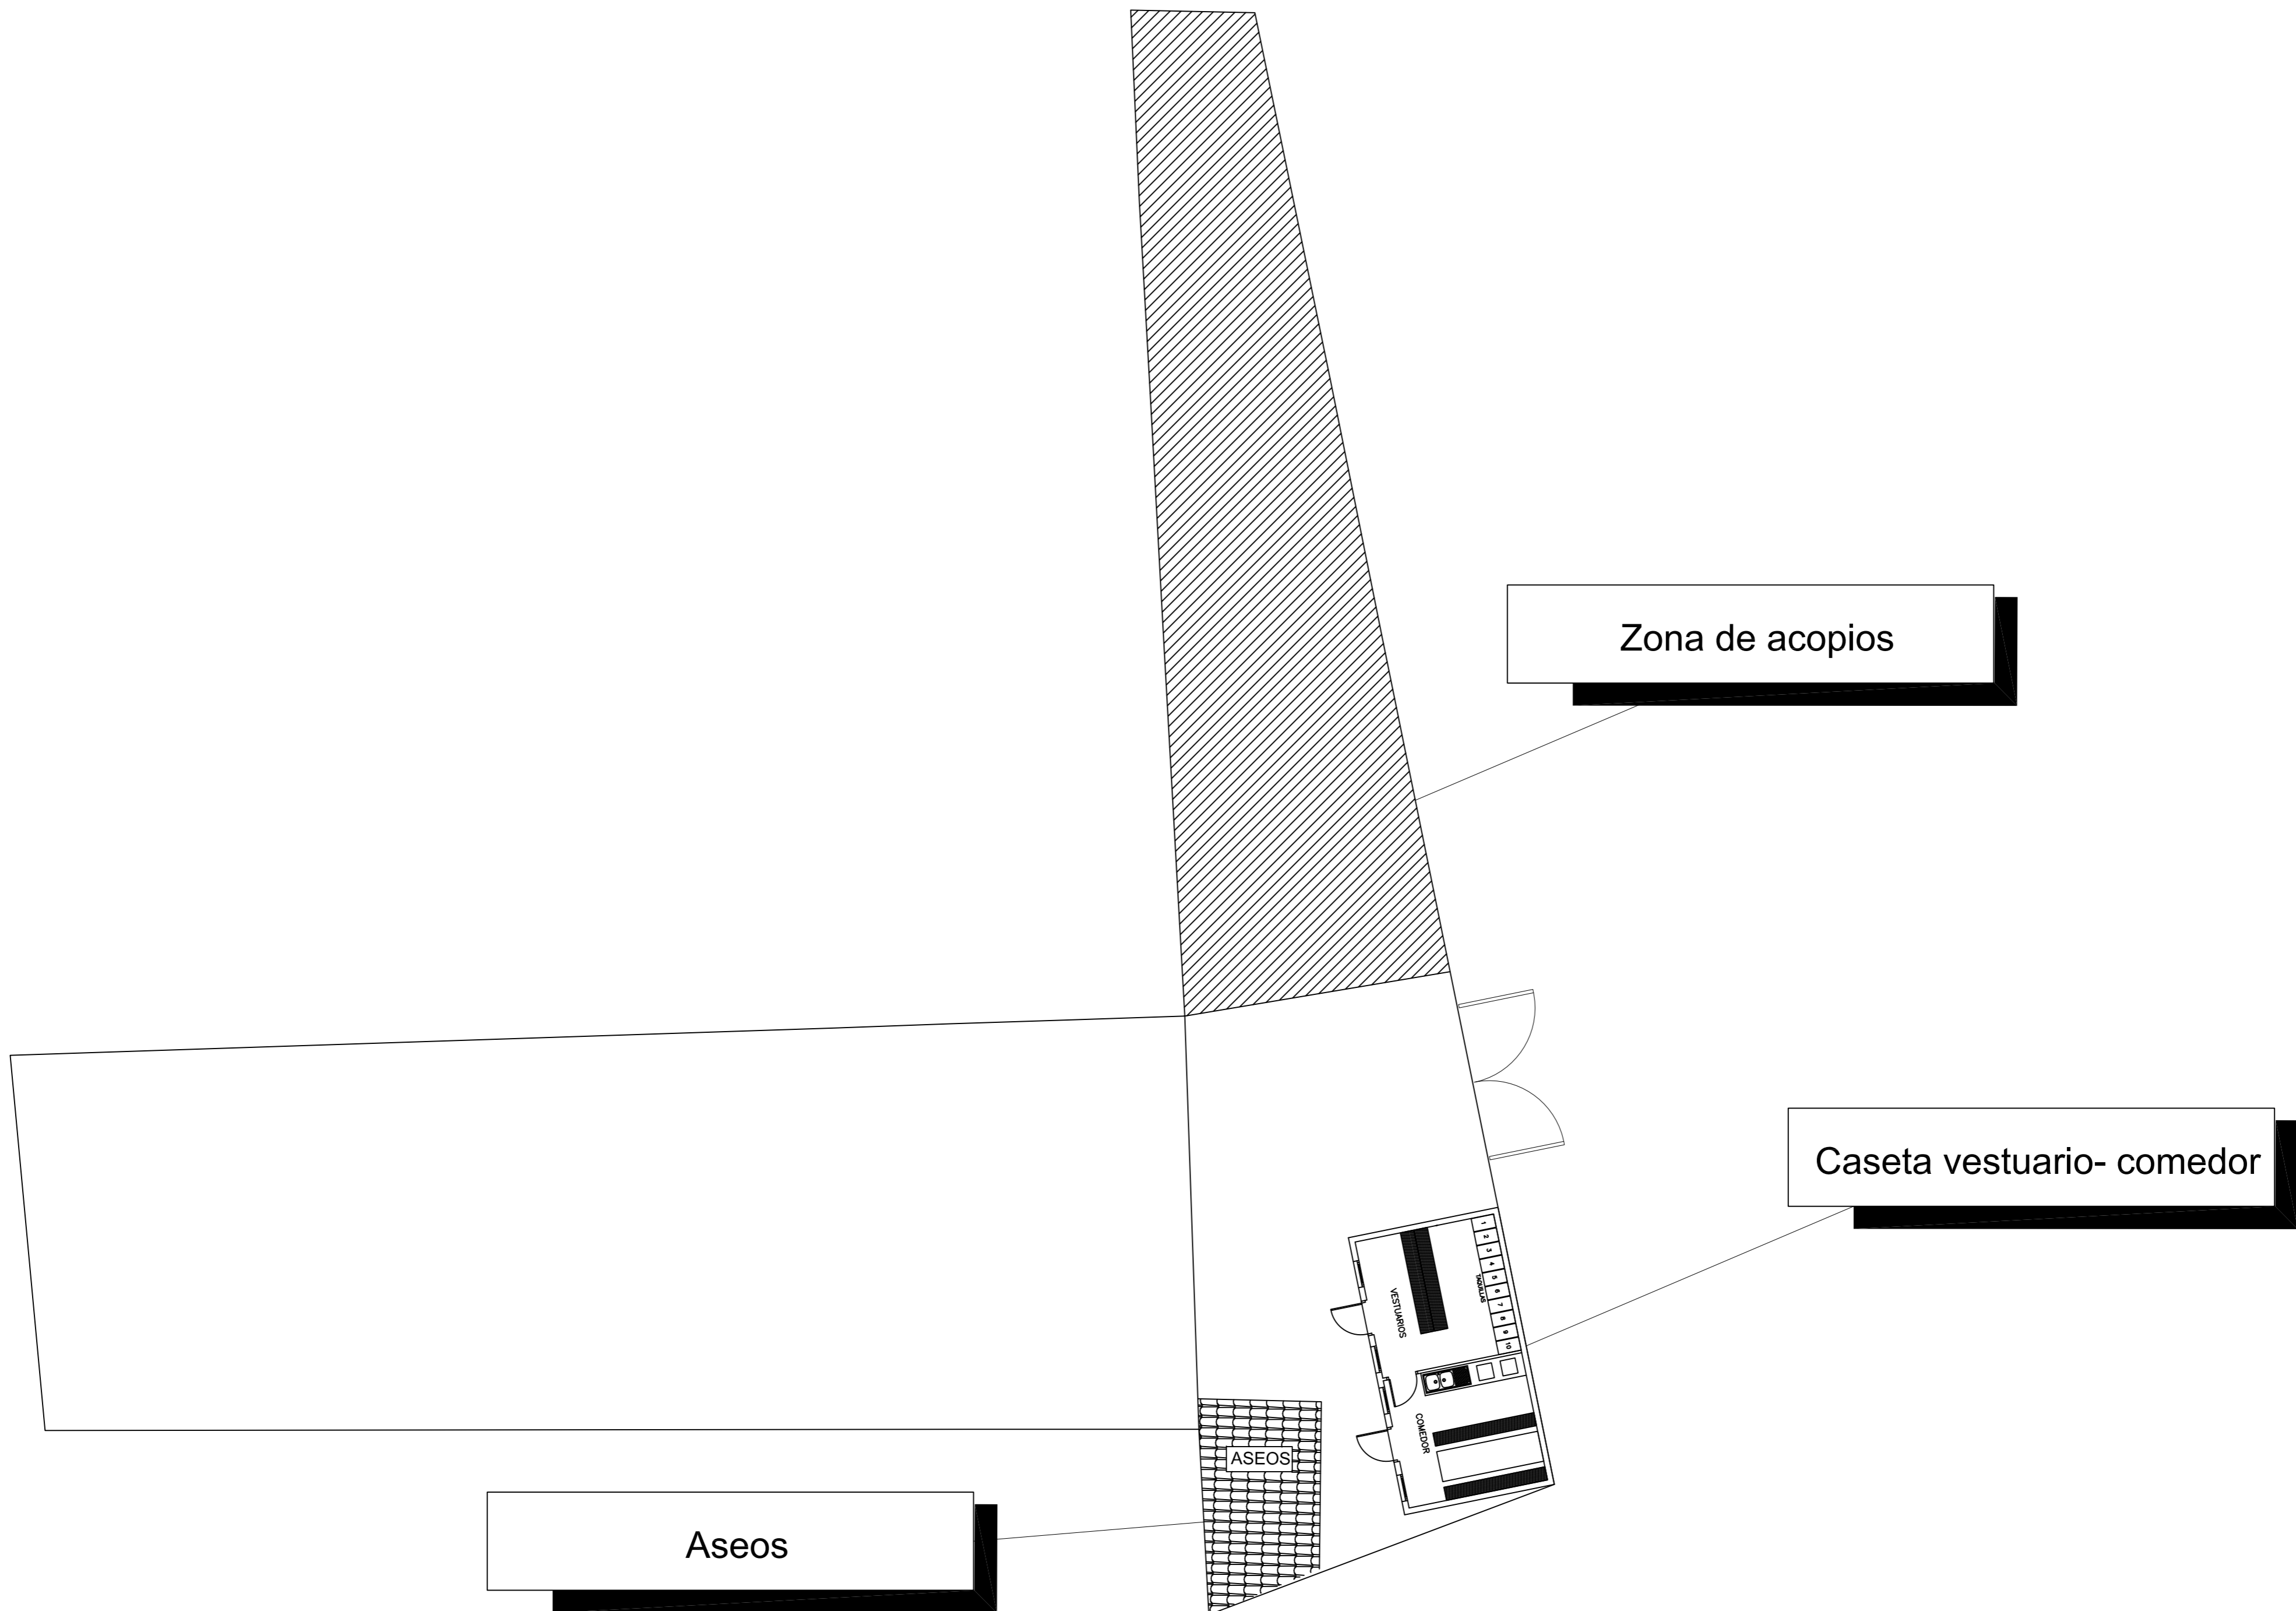 Zona de acopios
Caseta vestuario- comedor
1
2
3
4
5
6
7
8
9
10
TAQUILLAS
VESTUARIOS
COMEDOR
ASEOS
Aseos